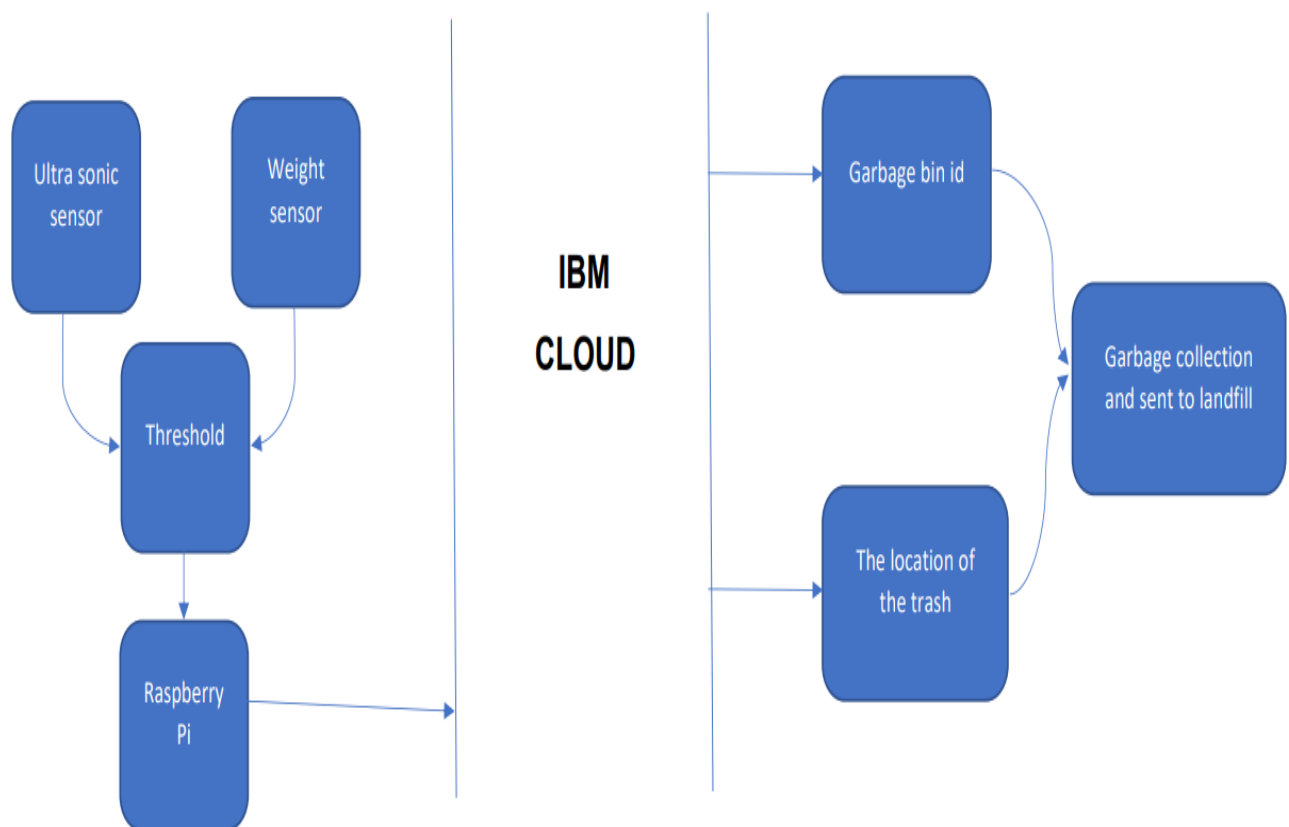 Ultra sonic
sensor
Weight
sensor
Threshold
Raspberry
Pi
IBM
CLOUD
Garbage bin id
The location of
the trash
Garbage collection
and sent to landfill